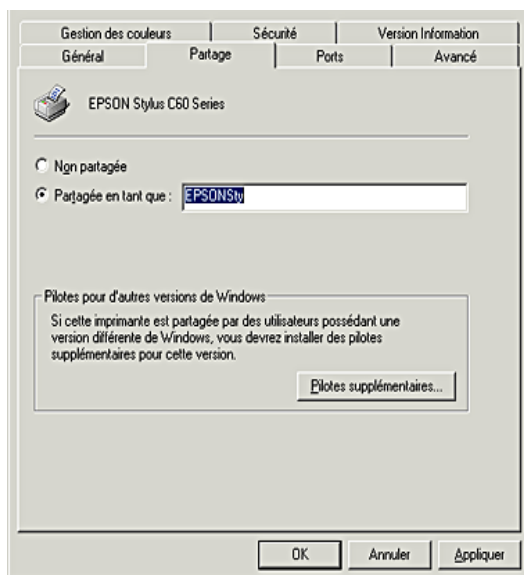 Gestion des couleurs
Sécurité
Version Information
Général
Partage
Ports
Avancé
EPSON Stylus C60 Series
Non partagée
Partagée en tant que :
EPSONSty
Pilotes pour d'autres versions de Windows
Si cette imprimante est partagée par des utilisateurs possédant une
version différente de Windows, vous devrez installer des pilotes
supplémentaires pour cette version.
Pilotes supplémentaires...
OK
Annuler
Appliquer